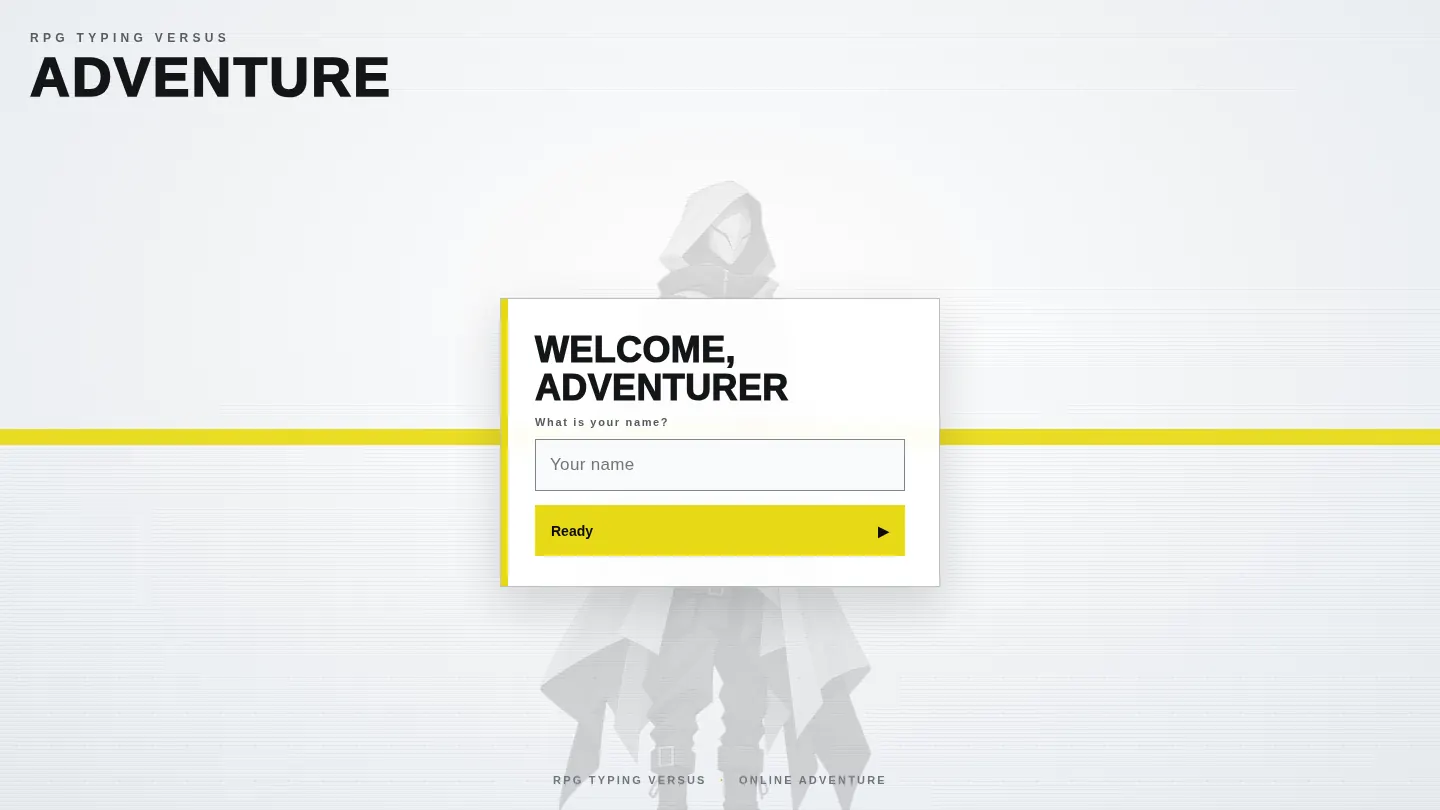 RPG TYPING VERSUS
ADVENTURE
WELCOME,
ADVENTURER
What is your name?
Your name
Ready ▶
RPG TYPING VERSUS · ONLINE ADVENTURE